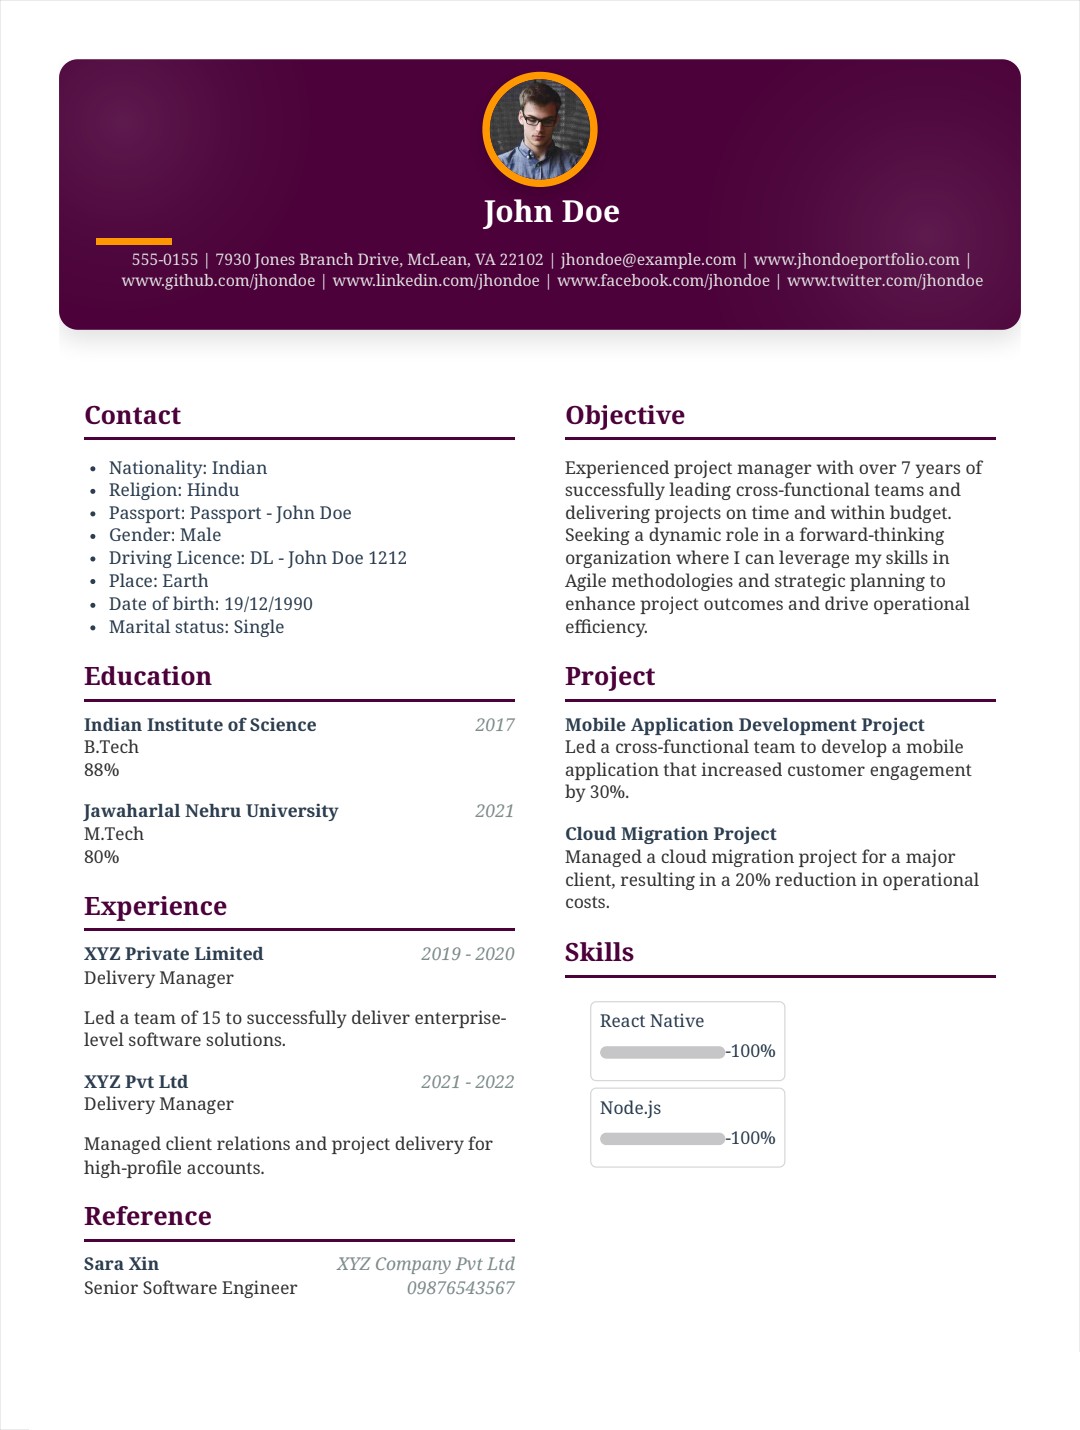 John Doe
555-0155 | 7930 Jones Branch Drive, McLean, VA 22102 | jhondoe@example.com | www.jhondoeportfolio.com |
www.github.com/jhondoe | www.linkedin.com/jhondoe | www.facebook.com/jhondoe | www.twitter.com/jhondoe
Contact
• Nationality: Indian
• Religion: Hindu
• Passport: Passport - John Doe
• Gender: Male
• Driving Licence: DL - John Doe 1212
• Place: Earth
• Date of birth: 19/12/1990
• Marital status: Single
Education
Indian Institute of Science 2017
B.Tech
88%
Jawaharlal Nehru University 2021
M.Tech
80%
Experience
XYZ Private Limited 2019 - 2020
Delivery Manager
Led a team of 15 to successfully deliver enterprise-
level software solutions.
XYZ Pvt Ltd 2021 - 2022
Delivery Manager
Managed client relations and project delivery for
high-profile accounts.
Reference
Sara Xin XYZ Company Pvt Ltd
Senior Software Engineer 09876543567
Objective
Experienced project manager with over 7 years of
successfully leading cross-functional teams and
delivering projects on time and within budget.
Seeking a dynamic role in a forward-thinking
organization where I can leverage my skills in
Agile methodologies and strategic planning to
enhance project outcomes and drive operational
efficiency.
Project
Mobile Application Development Project
Led a cross-functional team to develop a mobile
application that increased customer engagement
by 30%.
Cloud Migration Project
Managed a cloud migration project for a major
client, resulting in a 20% reduction in operational
costs.
Skills
React Native
-100%
Node.js
-100%